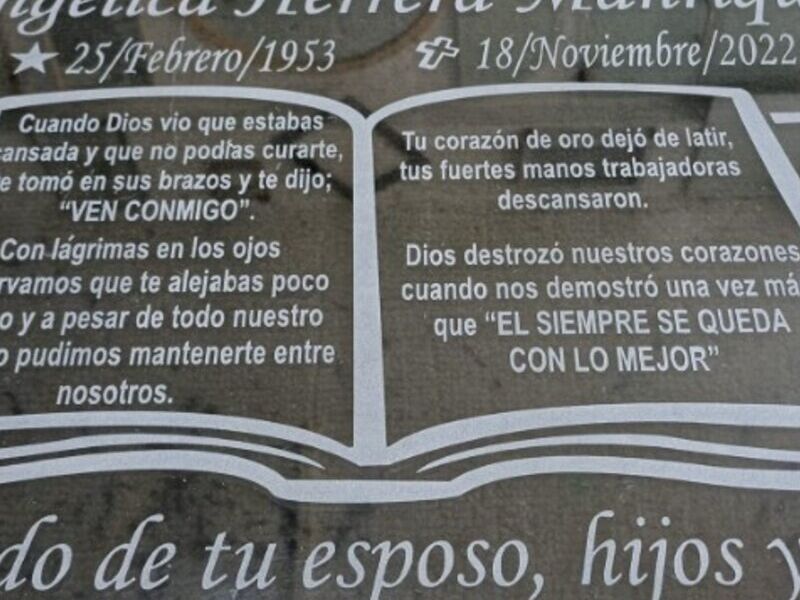 Herrera
25/Febrero/1953
18/Noviembre/2022
Cuando Dios vio que estabas
cansada y que no podías curarte,
te tomó en sus brazos y te dijo;
“VEN CONMIGO”.
Con lágrimas en los ojos
que te alejabas poco
y a pesar de todo nuestro
pudimos mantenerte entre
nosotros.
Tu corazón de oro dejó de latir,
tus fuertes manos trabajadoras
descansaron.
Dios destrozó nuestros corazones
cuando nos demostró una vez má
que “EL SIEMPRE SE QUEDA
CON LO MEJOR”
do de tu esposo, hijos y